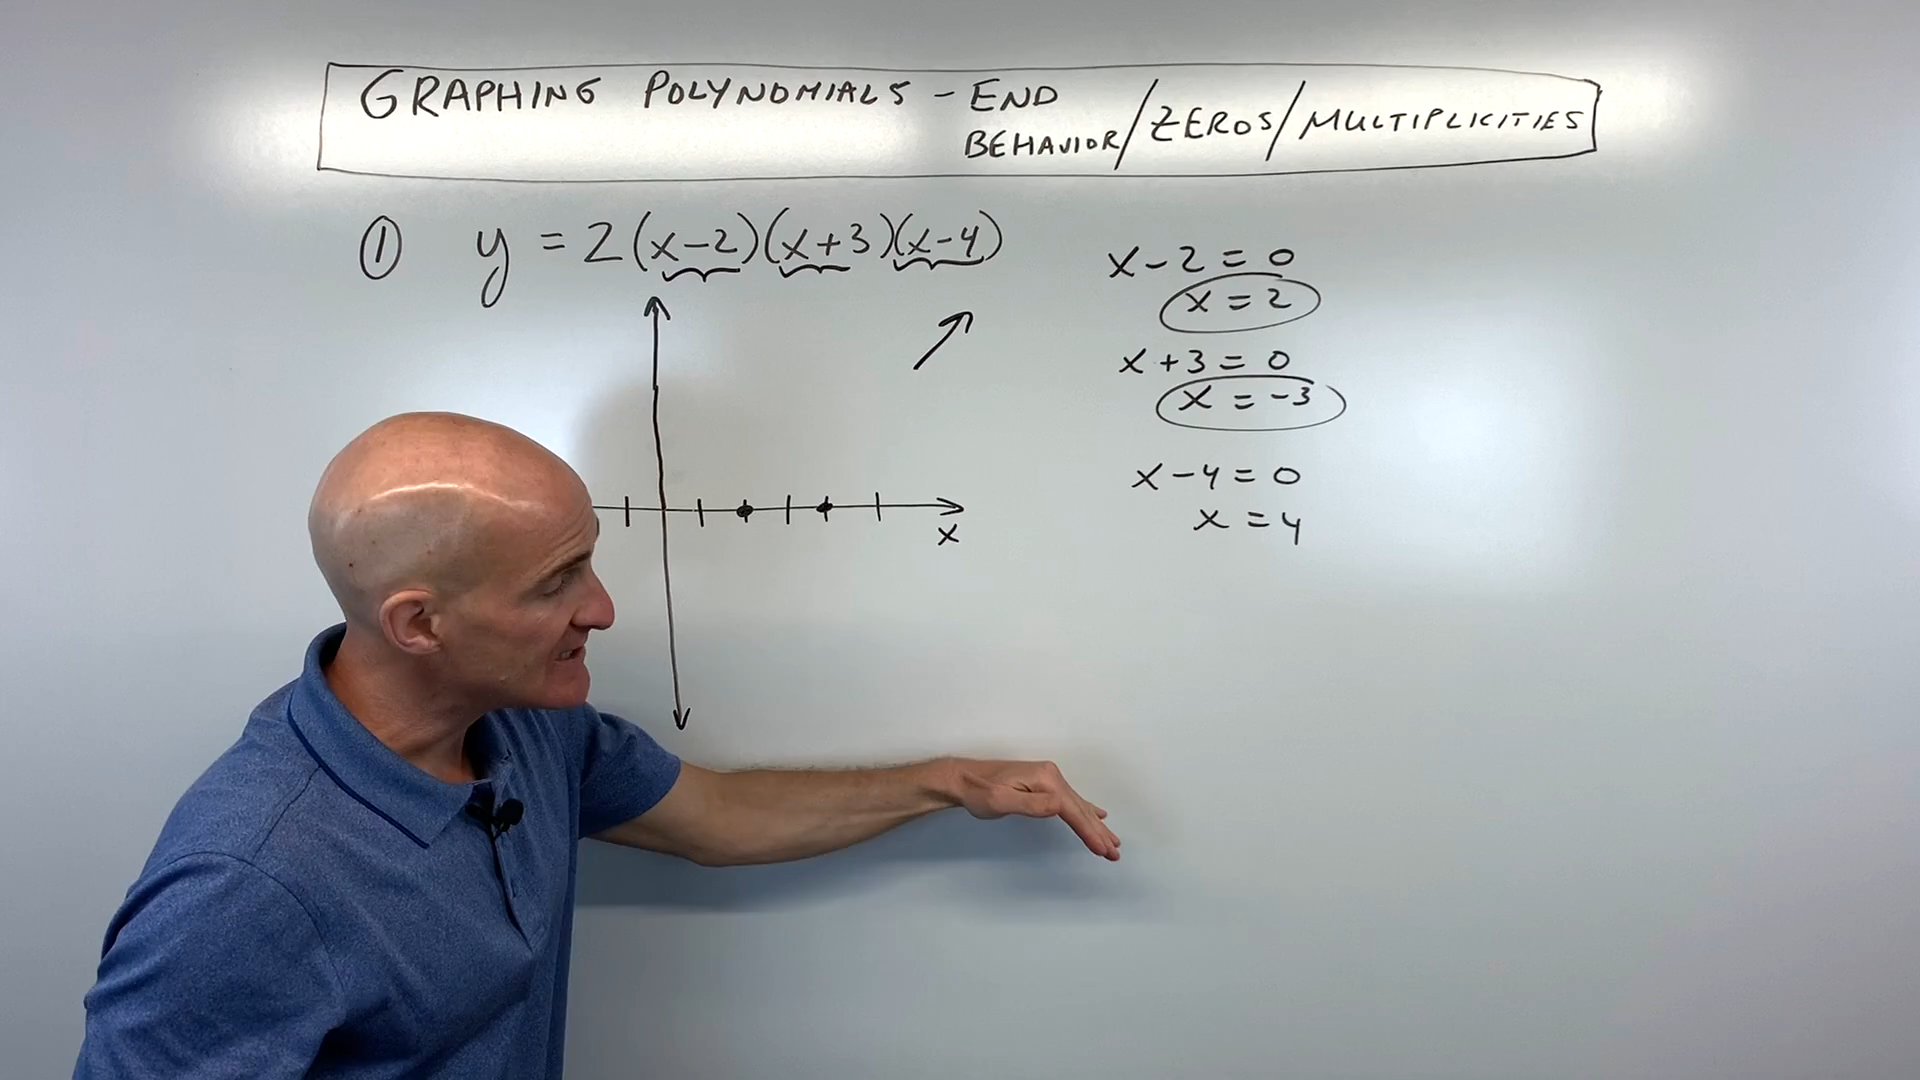 GRAPHING POLYNOMIALS - END BEHAVIOR/ZEROS/MULTIPLICITIES
① y = 2(x-2)(x+3)(x-4)
x-2=0
x=2
x+3=0
x=-3
x-4=0
x=4
x